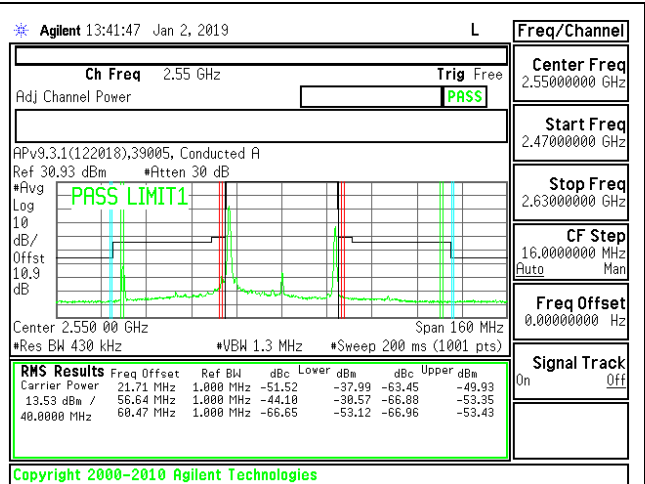 Agilent 13:41:47 Jan 2, 2019 L Freq/Channel
Ch Freq 2.55 GHz Trig Free
Adj Channel Power PASS
Center Freq
2.55000000 GHz
Start Freq
2.47000000 GHz
APv9.3.1(122018),39005, Conducted A
Ref 30.93 dBm #Atten 30 dB
#Avg
Log
10
dB/
Offst
10.9
dB
PASS LIMIT1
Stop Freq
2.63000000 GHz
CF Step
16.0000000 MHz
Auto Man
Freq Offset
0.00000000 Hz
Center 2.550 00 GHz Span 160 MHz
#Res BW 430 kHz #VBW 1.3 MHz #Sweep 200 ms (1001 pts)
Signal Track
On Off
RMS Results Freq Offset Ref BW dBc Lower dBm dBc Upper dBm
Carrier Power 21.71 MHz 1.000 MHz -51.52 -37.99 -63.45 -49.93
13.53 dBm / 56.64 MHz 1.000 MHz -44.10 -30.57 -66.88 -53.35
40.0000 MHz 60.47 MHz 1.000 MHz -66.65 -53.12 -66.96 -53.43
Copyright 2000-2010 Agilent Technologies